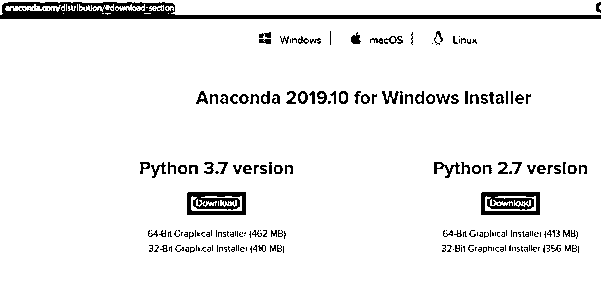 anaconda.com/distribution/#download-section
Windows | macOS | Linux
Anaconda 2019.10 for Windows Installer
Python 3.7 version
Python 2.7 version
Download
Download
64-Bit Graphical Installer (462 MB)
32-Bit Graphical Installer (410 MB)
64-Bit Graphical Installer (413 MB)
32-Bit Graphical Installer (356 MB)